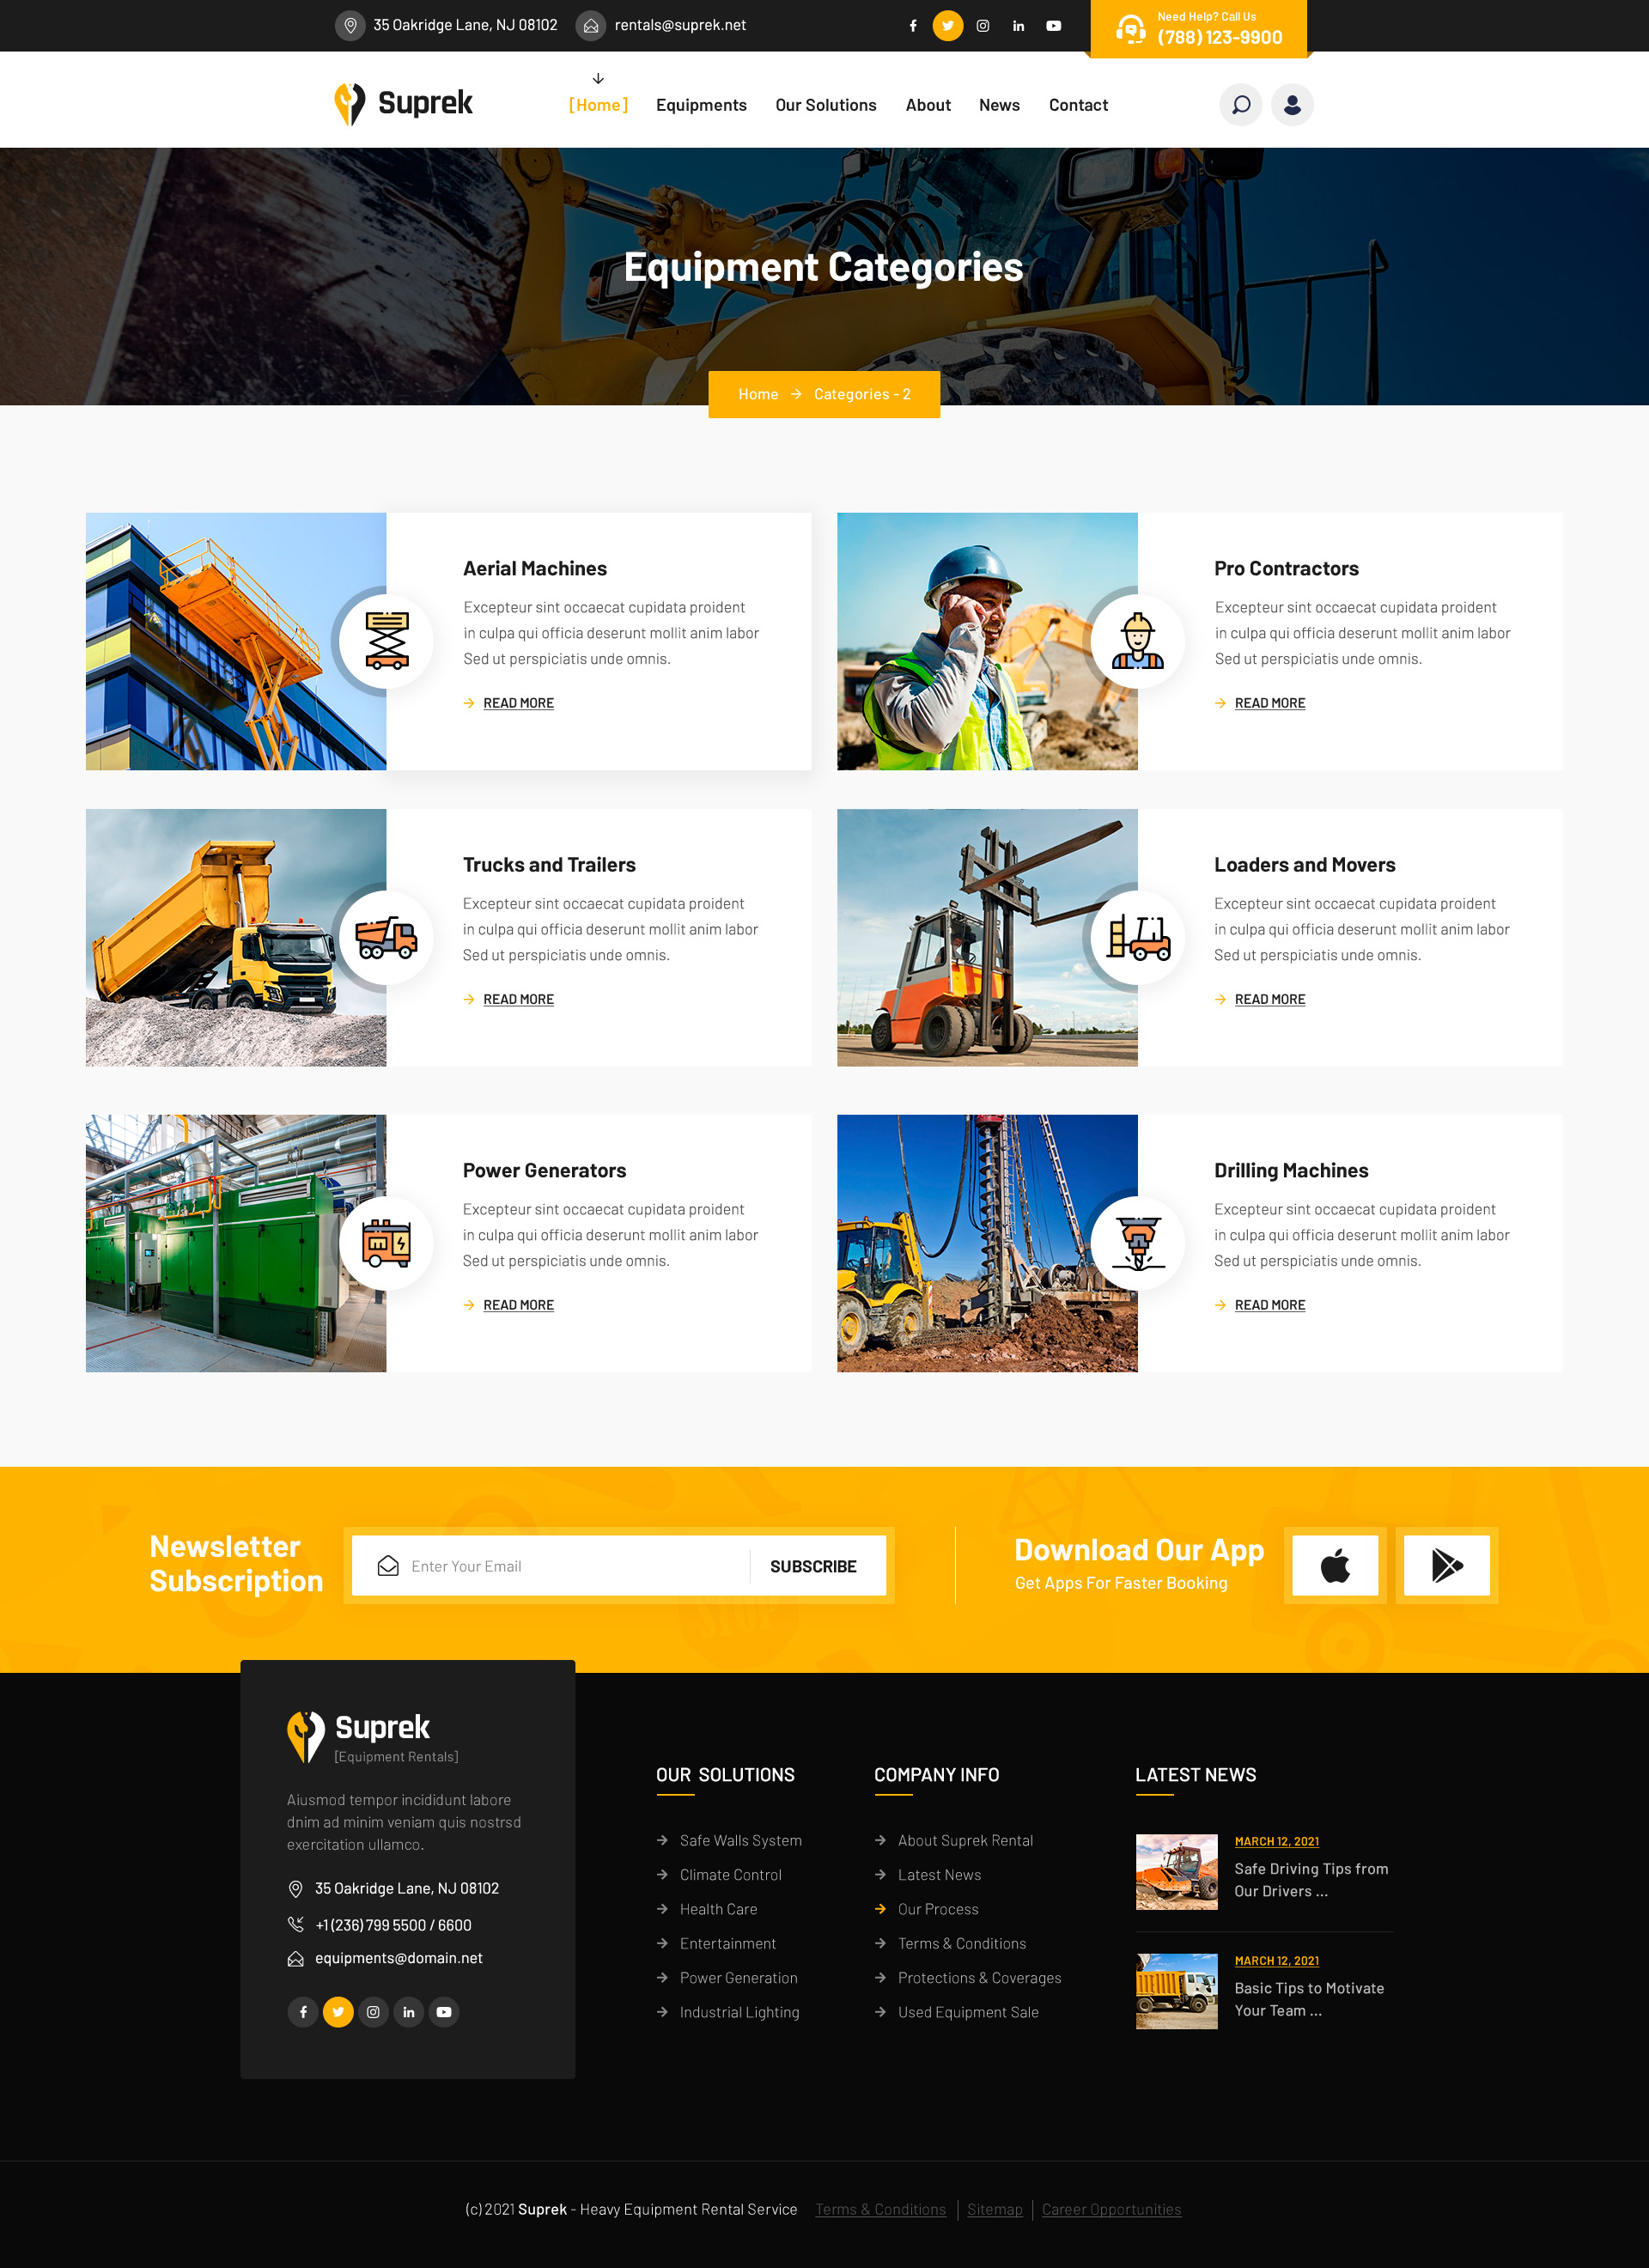 35 Oakridge Lane, NJ 08102
rentals@suprek.net
Need Help? Call Us
(788) 123-9900
Suprek
[Home]
Equipments
Our Solutions
About
News
Contact
Equipment Categories
Home
Categories - 2
Aerial Machines
Excepteur sint occaecat cupidata proident
in culpa qui officia deserunt mollit anim labor
Sed ut perspiciatis unde omnis.
READ MORE
Pro Contractors
Excepteur sint occaecat cupidata proident
in culpa qui officia deserunt mollit anim labor
Sed ut perspiciatis unde omnis.
READ MORE
Trucks and Trailers
Excepteur sint occaecat cupidata proident
in culpa qui officia deserunt mollit anim labor
Sed ut perspiciatis unde omnis.
READ MORE
Loaders and Movers
Excepteur sint occaecat cupidata proident
in culpa qui officia deserunt mollit anim labor
Sed ut perspiciatis unde omnis.
READ MORE
Power Generators
Excepteur sint occaecat cupidata proident
in culpa qui officia deserunt mollit anim labor
Sed ut perspiciatis unde omnis.
READ MORE
Drilling Machines
Excepteur sint occaecat cupidata proident
in culpa qui officia deserunt mollit anim labor
Sed ut perspiciatis unde omnis.
READ MORE
Newsletter
Subscription
Enter Your Email
SUBSCRIBE
STOP
Download Our App
Get Apps For Faster Booking
Suprek
[Equipment Rentals]
Aiusmod tempor incididunt labore
dnim ad minim veniam quis nostrsd
exercitation ullamco.
35 Oakridge Lane, NJ 08102
+1 (236) 799 5500 / 6600
equipments@domain.net
OUR SOLUTIONS
Safe Walls System
Climate Control
Health Care
Entertainment
Power Generation
Industrial Lighting
COMPANY INFO
About Suprek Rental
Latest News
Our Process
Terms & Conditions
Protections & Coverages
Used Equipment Sale
LATEST NEWS
MARCH 12, 2021
Safe Driving Tips from
Our Drivers ...
MARCH 12, 2021
Basic Tips to Motivate
Your Team ...
(c) 2021 Suprek - Heavy Equipment Rental Service
Terms & Conditions
Sitemap
Career Opportunities